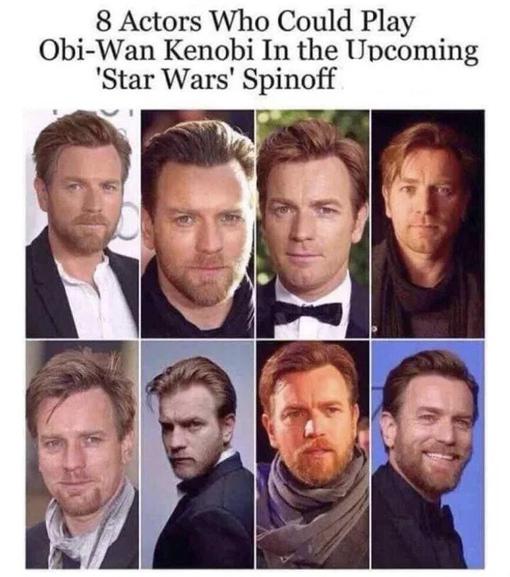 8 Actors Who Could Play
Obi-Wan Kenobi In the Upcoming
'Star Wars' Spinoff